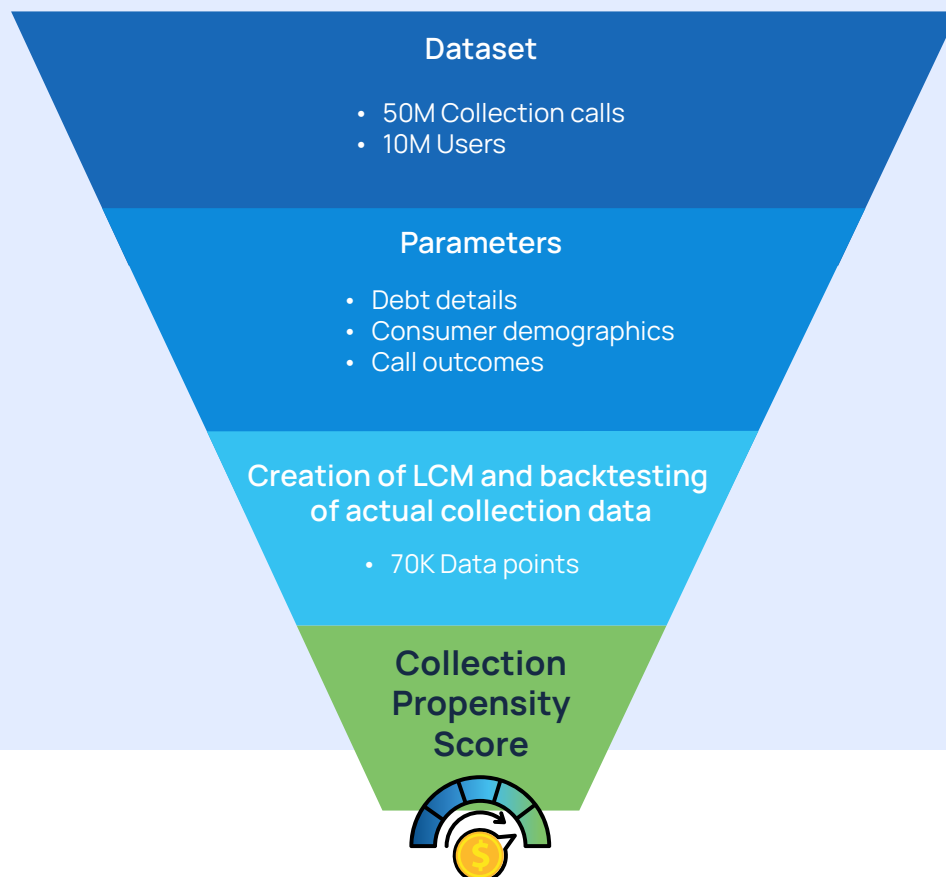 Dataset
• 50M Collection calls
• 10M Users
Parameters
• Debt details
• Consumer demographics
• Call outcomes
Creation of LCM and backtesting
of actual collection data
• 70K Data points
Collection
Propensity
Score
$